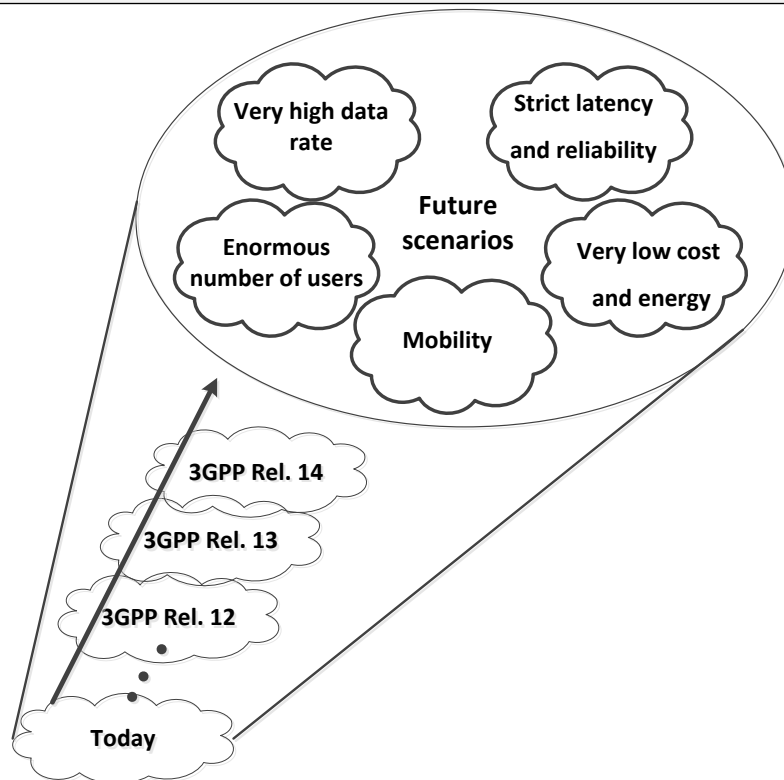 Very high data
rate
Strict latency
and reliability
Future
scenarios
Enormous
number of users
Very low cost
and energy
Mobility
3GPP Rel. 14
3GPP Rel. 13
3GPP Rel. 12
Today